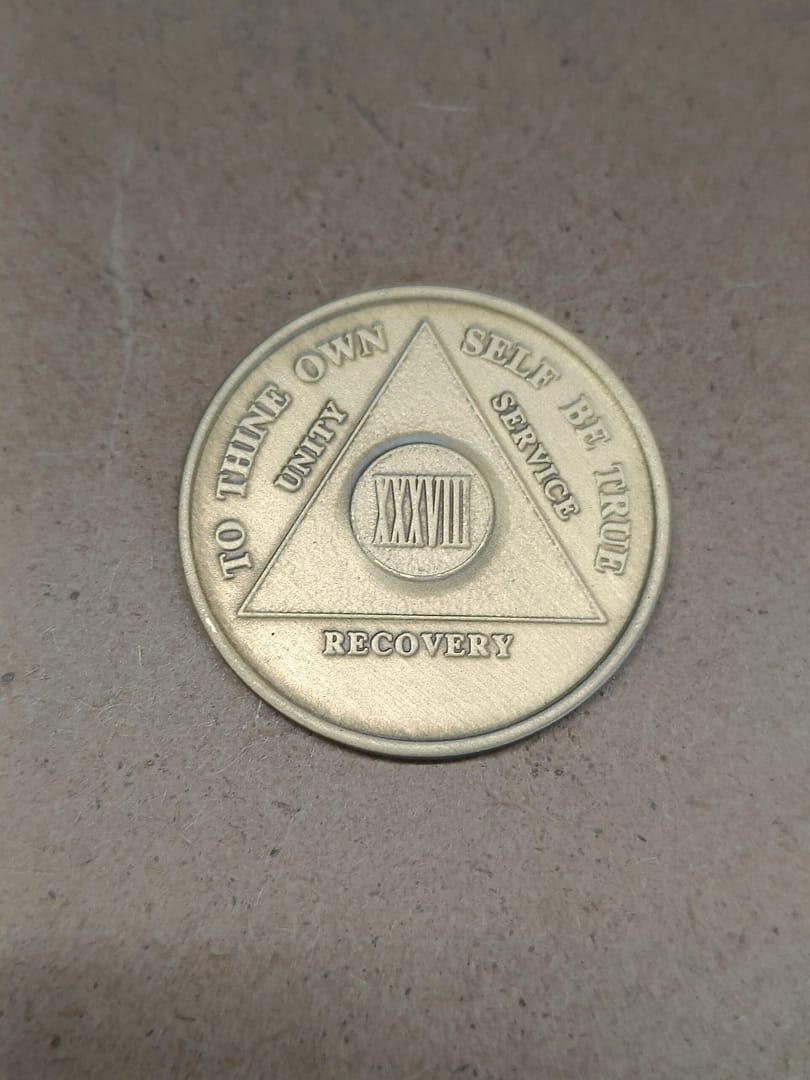 TO THINE OWN SELF BE TRUE
UNITY
SERVICE
XXXVIII
RECOVERY